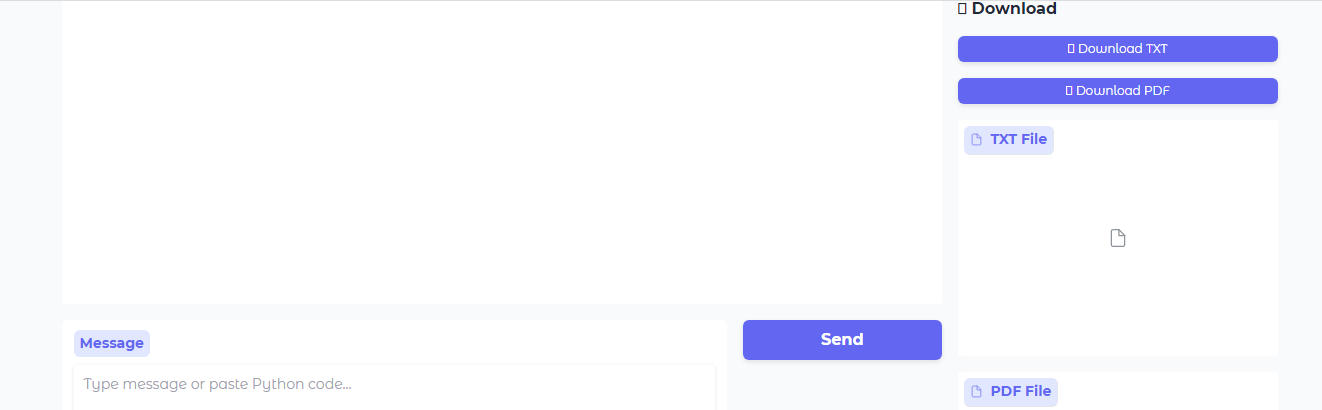 Download
Download TXT
Download PDF
TXT File
Message
Send
Type message or paste Python code...
PDF File